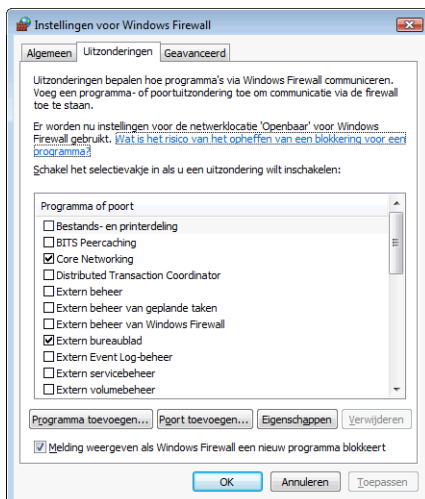 Instellingen voor Windows Firewall
Algemeen Uitzonderingen Geavanceerd
Uitzonderingen bepalen hoe programma's via Windows Firewall communiceren.
Voeg een programma- of poortuitzondering toe om communicatie via de firewall
toe te staan.
Er worden nu instellingen voor de netwerklocatie 'Openbaar' voor Windows
Firewall gebruikt. Wat is het risico van het opheffen van een blokkering voor een
programma?
Schakel het selectievakje in als u een uitzondering wilt inschakelen:
Programma of poort
Bestands- en printerdeling
BITS Peercaching
Core Networking
Distributed Transaction Coordinator
Extern beheer
Extern beheer van geplande taken
Extern beheer van Windows Firewall
Extern bureaublad
Extern Event Log-beheer
Extern servicebeheer
Extern volumebeheer
Programma toevoegen... Poort toevoegen... Eigenschappen Verwijderen
Melding weergeven als Windows Firewall een nieuw programma blokkeert
OK Annuleren Toepassen